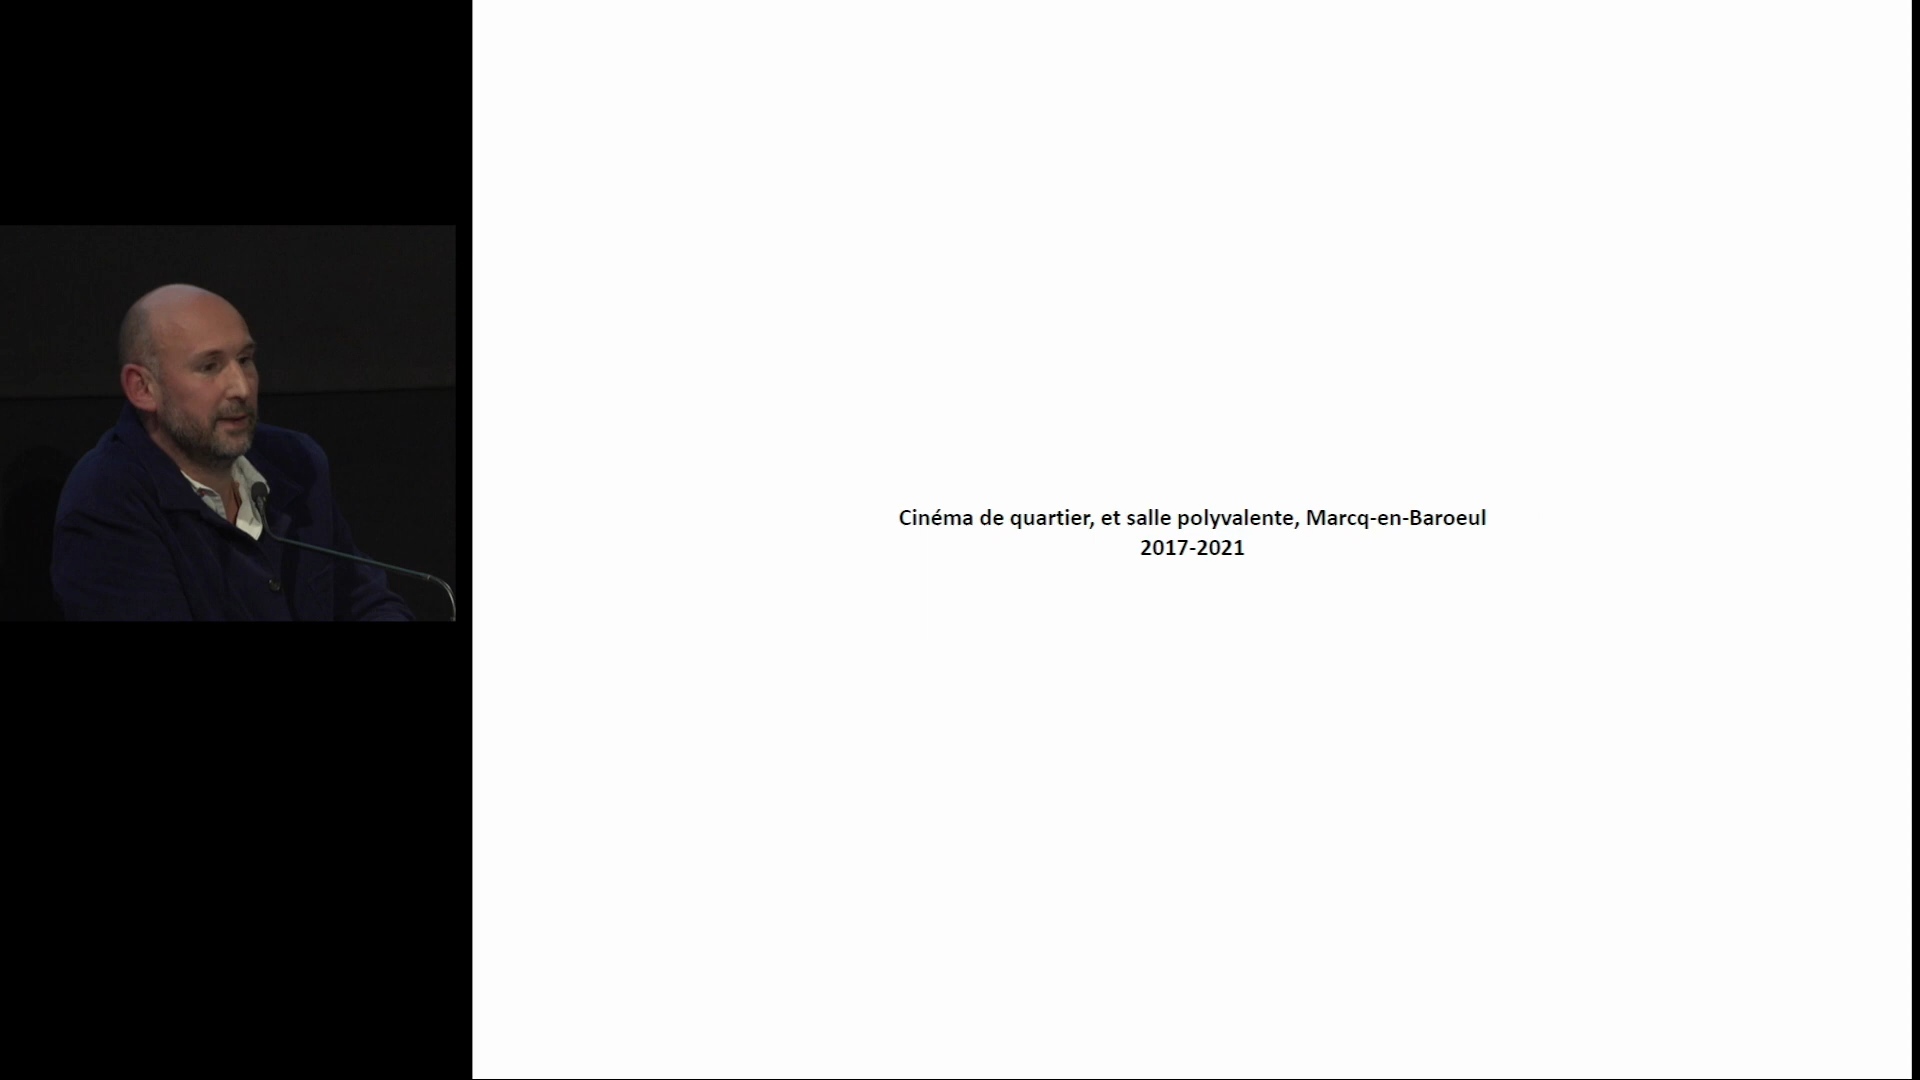 Cinéma de quartier, et salle polyvalente, Marcq-en-Baroeul
2017-2021